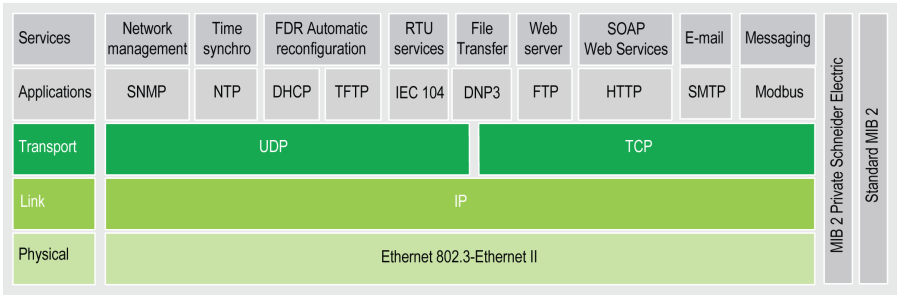 Services
Network
management
Time
synchro
FDR Automatic
reconfiguration
RTU
services
File
Transfer
Web
server
SOAP
Web Services
E-mail
Messaging
Applications
SNMP
NTP
DHCP
TFTP
IEC 104
DNP3
FTP
HTTP
SMTP
Modbus
Transport
UDP
TCP
Link
IP
Physical
Ethernet 802.3-Ethernet II
MIB 2 Private Schneider Electric
Standard MIB 2